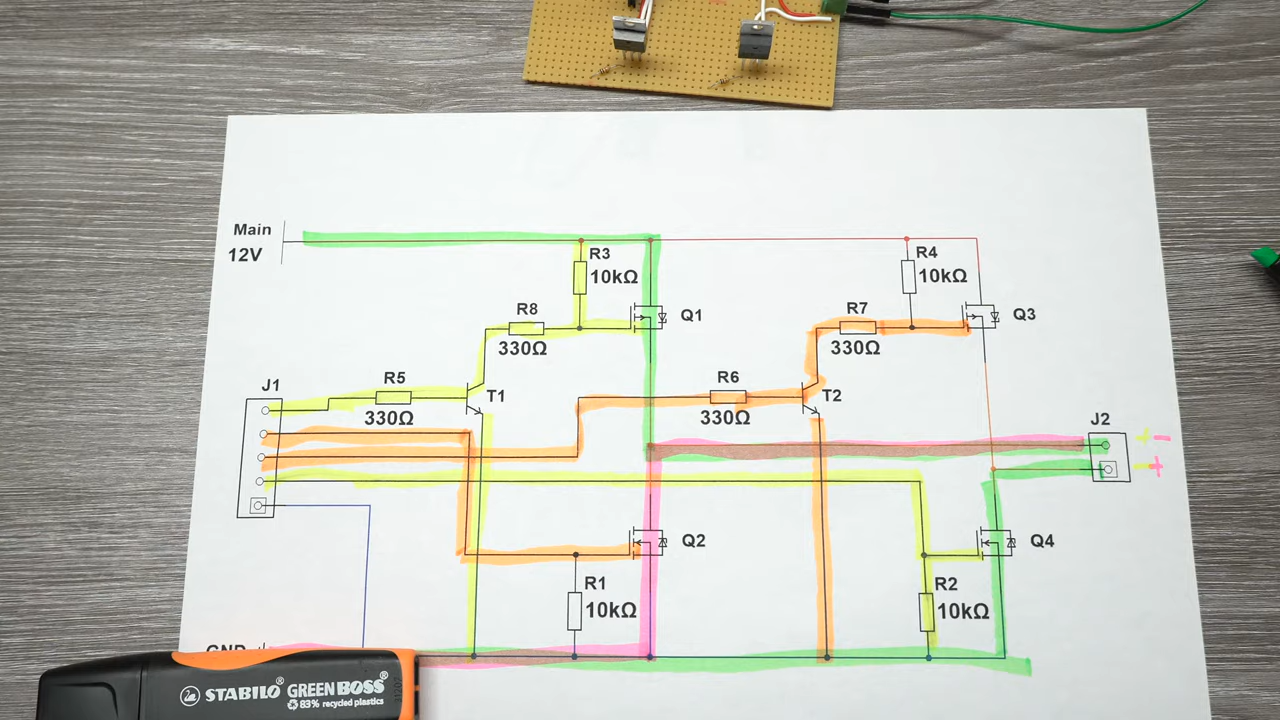 Main
12V
R3
10kΩ
R4
10kΩ
R8
330Ω
Q1
R7
330Ω
Q3
J1
R5
330Ω
T1
R6
330Ω
T2
J2
+ -
- +
Q2
Q4
R1
10kΩ
R2
10kΩ
GND
STABILO GREEN BOSS
83% recycled plastics